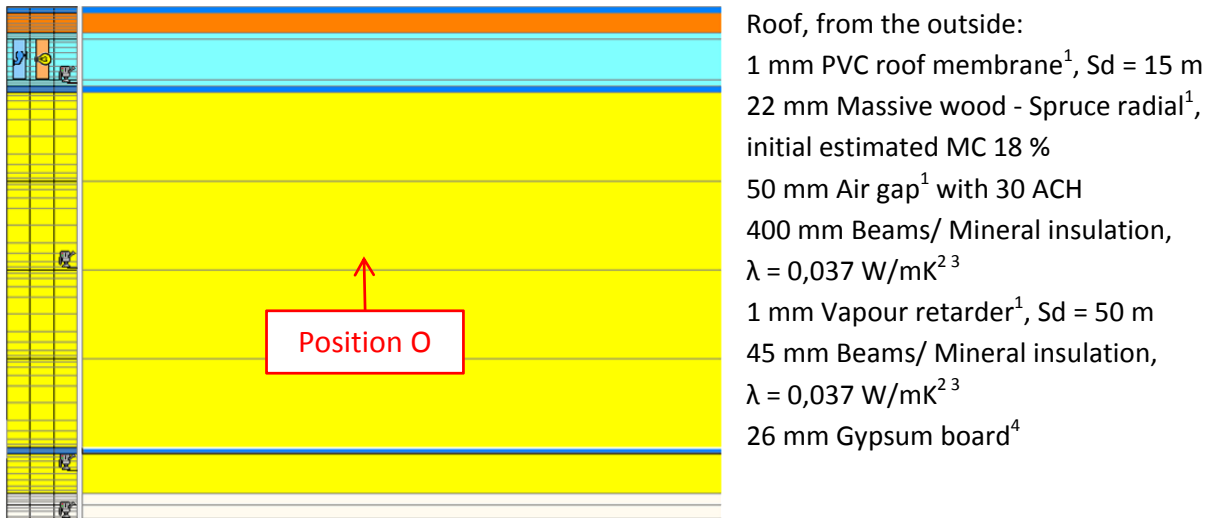 Roof, from the outside:
1 mm PVC roof membrane¹, Sd = 15 m
22 mm Massive wood - Spruce radial¹,
initial estimated MC 18 %
50 mm Air gap¹ with 30 ACH
400 mm Beams/ Mineral insulation,
λ = 0,037 W/mK² ³
1 mm Vapour retarder¹, Sd = 50 m
45 mm Beams/ Mineral insulation,
λ = 0,037 W/mK² ³
26 mm Gypsum board⁴
Position O